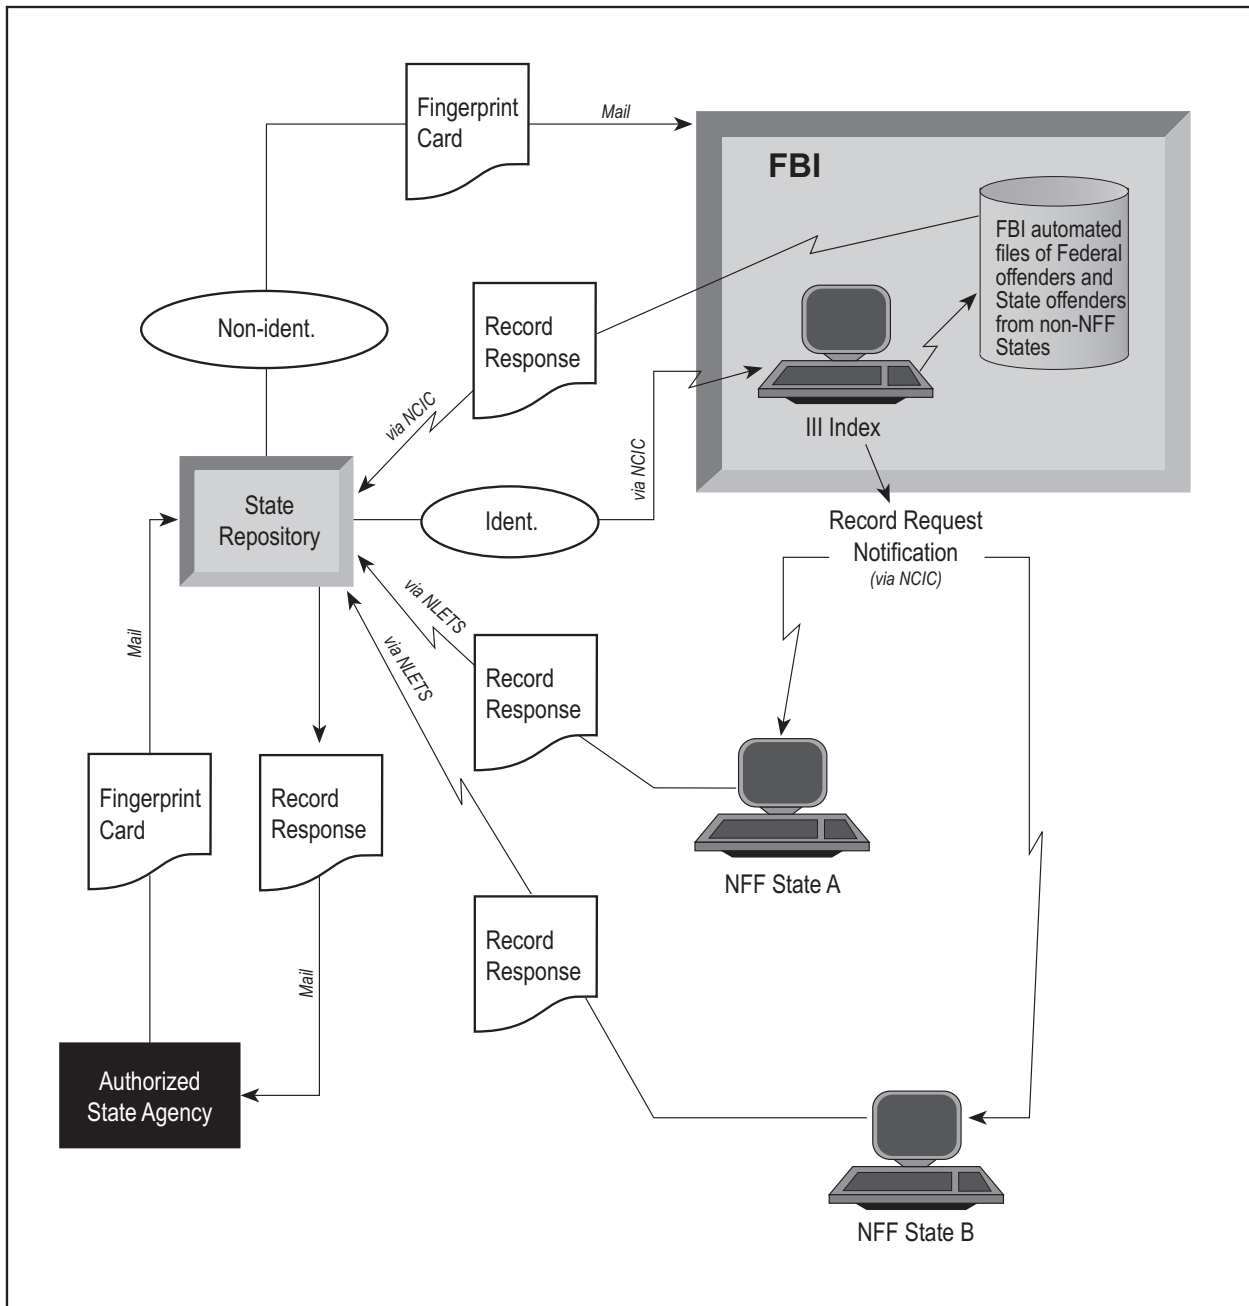 Fingerprint
Card
Mail
FBI
FBI automated
files of Federal
offenders and
State offenders
from non-NFF
States
Non-ident.
Record
Response
via NCIC
III Index
via NCIC
State
Repository
Ident.
Record Request
Notification
(via NCIC)
via NLETS
via NLETS
Mail
Record
Response
Fingerprint
Card
Record
Response
NFF State A
Record
Response
Mail
Authorized
State Agency
NFF State B